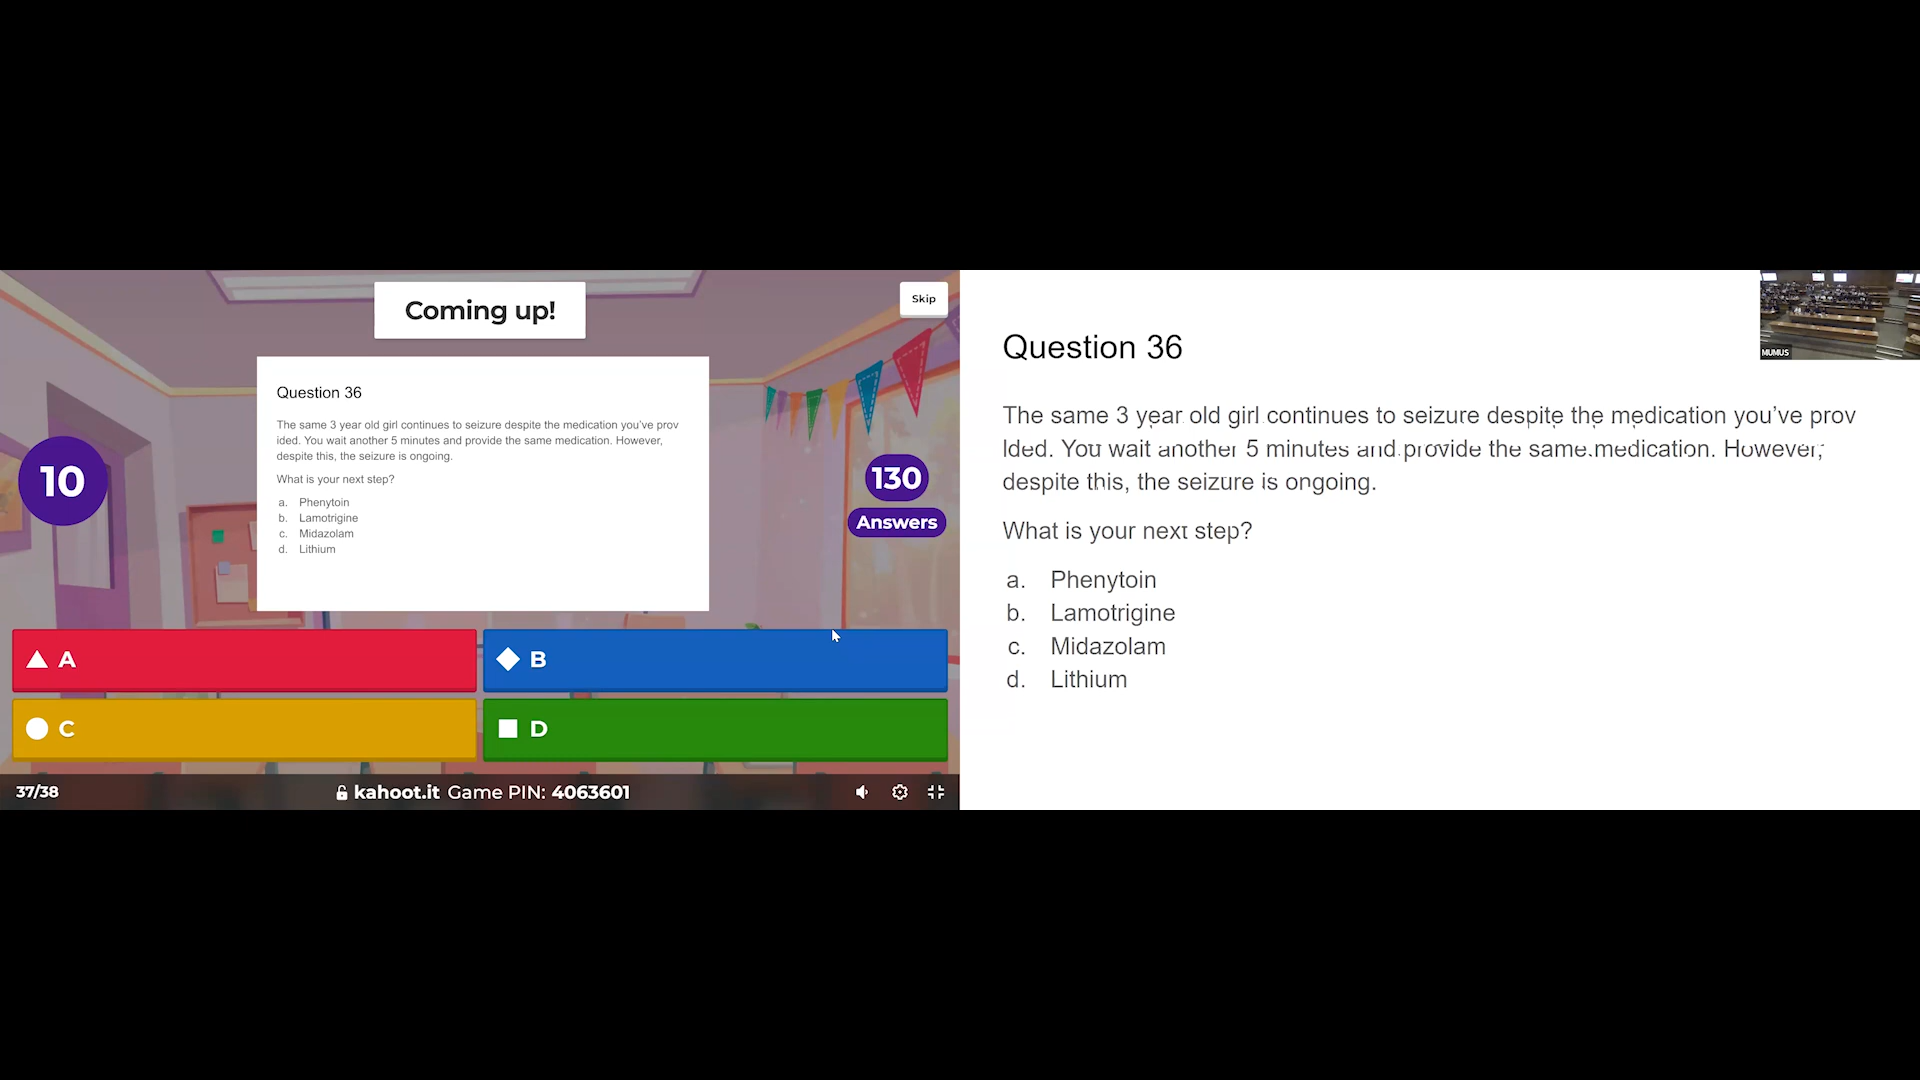 Coming up!
Skip
Question 36
The same 3 year old girl continues to seizure despite the medication you've prov
ided. You wait another 5 minutes and provide the same medication. However,
despite this, the seizure is ongoing.
What is your next step?
a. Phenytoin
b. Lamotrigine
c. Midazolam
d. Lithium
10
130
Answers
A
B
C
D
37/38
kahoot.it Game PIN: 4063601
MUMUS
Question 36
The same 3 year old girl continues to seizure despite the medication you've prov
ided. You wait another 5 minutes and provide the same medication. However,
despite this, the seizure is ongoing.
What is your next step?
a. Phenytoin
b. Lamotrigine
c. Midazolam
d. Lithium